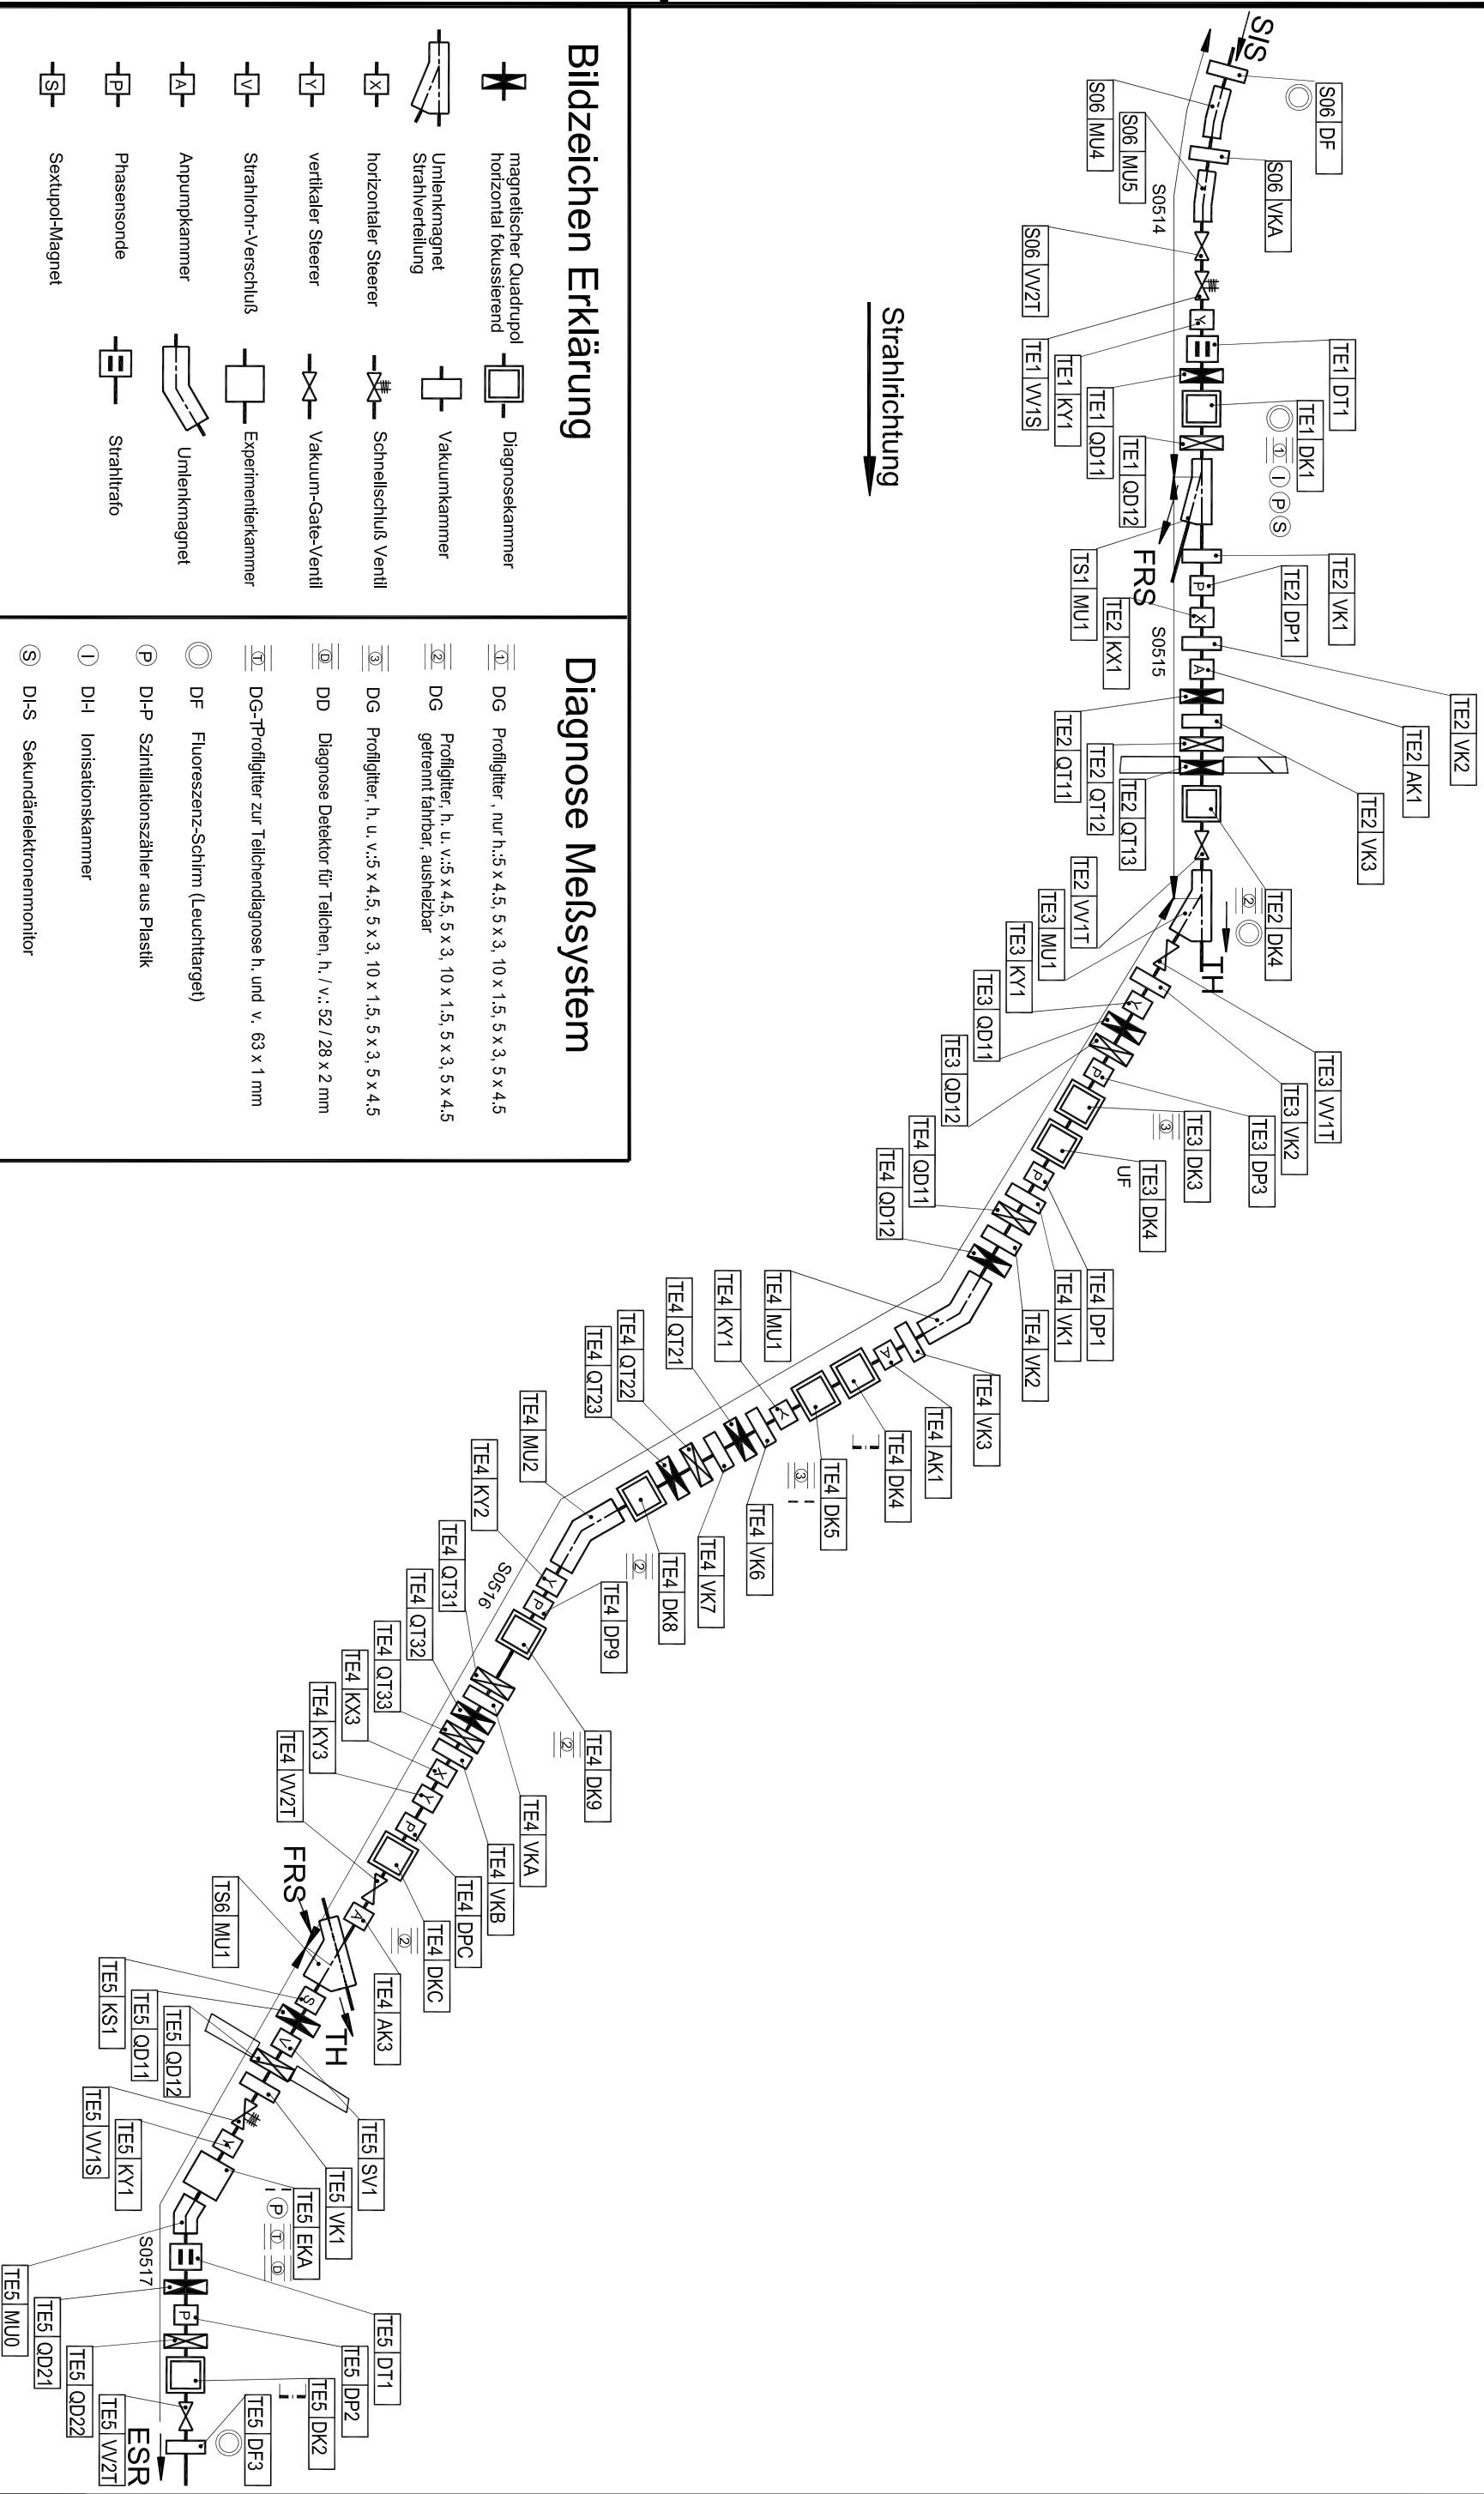 SIS
S06 DF
S06 VKA
S06 MU4
S06 MU5
S0514
S06 VV2T
TE1 VV1S
TE1 KY1
TE1 QD11
TE1 QD12
TE1 DT1
TE1 DK1
1 I P S
Y
FRS
TS1 MU1
TE2 KX1
S0515
TE2 VK1
TE2 DP1
P
X
A
TE2 VK2
TE2 AK1
TE2 VK3
TE2 QT11
TE2 QT12
TE2 QT13
TE2 VV1T
TE2 DK4
2
TH
TE3 MU1
TE3 KY1
TE3 QD11
TE3 QD12
Y
P
TE3 VV1T
TE3 VK2
TE3 DP3
TE3 DK3
3
TE3 DK4
UF
P
TE4 QD11
TE4 QD12
TE4 DP1
TE4 VK1
TE4 VK2
TE4 MU1
TE4 VK3
TE4 AK1
A
TE4 DK4
TE4 DK5
3
TE4 KY1
Y
TE4 QT21
TE4 QT22
TE4 QT23
TE4 VK6
TE4 VK7
TE4 DK8
2
TE4 MU2
S0516
TE4 KY2
Y
P
TE4 DP9
TE4 DK9
2
TE4 QT31
TE4 QT32
TE4 QT33
TE4 KX3
TE4 KY3
TE4 VV2T
X
Y
P
TE4 VKA
TE4 VKB
TE4 DPC
TE4 DKC
2
TE4 AK3
A
FRS
TS6 MU1
TH
TE5 KS1
S
TE5 QD11
TE5 QD12
V
TE5 SV1
TE5 VK1
TE5 VV1S
TE5 KY1
Y
TE5 EKA
P T D
TE5 MU0
S0517
TE5 QD21
TE5 QD22
TE5 VV2T
P
TE5 DT1
TE5 DP2
TE5 DK2
TE5 DF3
ESR
Strahlrichtung
Bildzeichen Erklärung
magnetischer Quadrupol
horizontal fokussierend
Umlenkmagnet
Strahlverteilung
X horizontaler Steerer
Y vertikaler Steerer
V Strahlrohr-Verschluß
A Anpumpkammer
P Phasensonde
S Sextupol-Magnet
Diagnosekammer
Vakuumkammer
Schnellschluß Ventil
Vakuum-Gate-Ventil
Experimentierkammer
Umlenkmagnet
Strahltrafo
Diagnose Meßsystem
1 DG Profilgitter , nur h.:5 x 4.5, 5 x 3, 10 x 1.5, 5 x 3, 5 x 4.5
2 DG Profilgitter, h. u. v.:5 x 4.5, 5 x 3, 10 x 1.5, 5 x 3, 5 x 4.5
getrennt fahrbar, ausheizbar
3 DG Profilgitter, h. u. v.:5 x 4.5, 5 x 3, 10 x 1.5, 5 x 3, 5 x 4.5
D DD Diagnose Detektor für Teilchen, h. / v.: 52 / 28 x 2 mm
T DG-T Profilgitter zur Teilchendiagnose h. und v. 63 x 1 mm
DF Fluoreszenz-Schirm (Leuchttarget)
P DI-P Szintillationszähler aus Plastik
I DI-I Ionisationskammer
S DI-S Sekundärelektronenmonitor